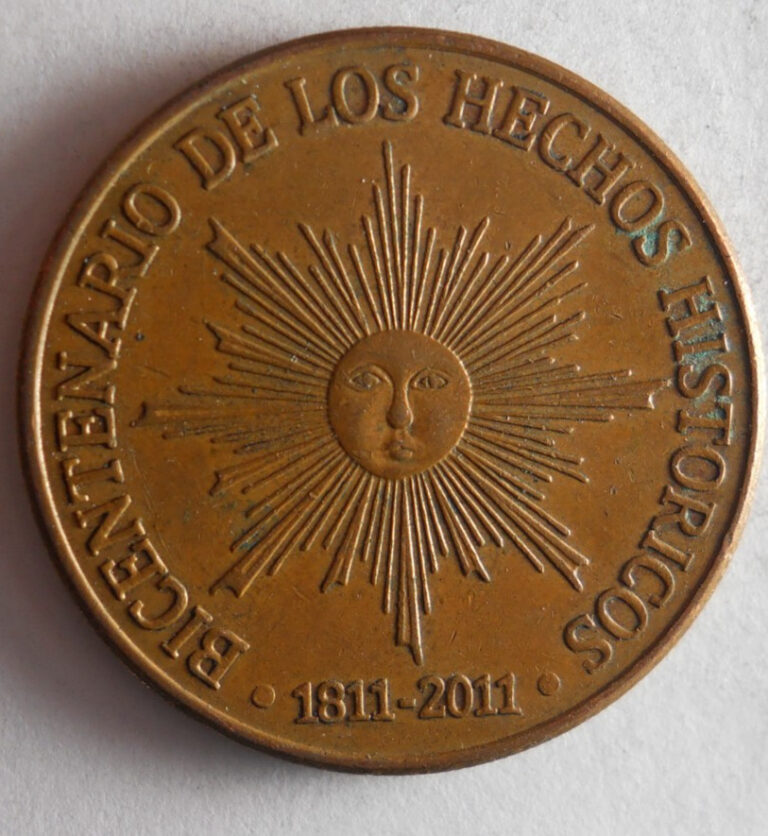 BICENTENARIO DE LOS HECHOS HISTORICOS
• 1811-2011 •